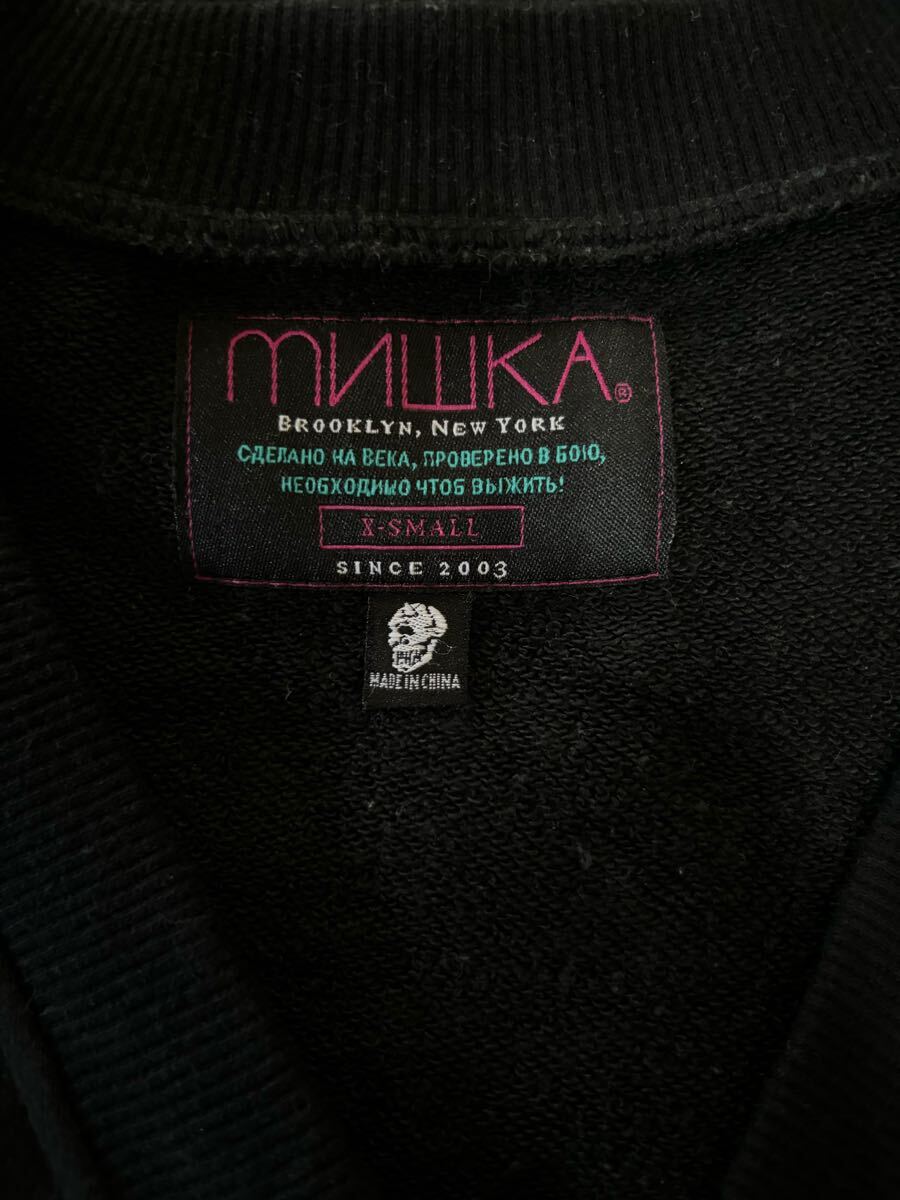 МИШКА®
BROOKLYN, NEW YORK
СДЕЛАНО НА ВЕКА, ПРОВЕРЕНО В БОЮ,
НЕОБХОДИМО ЧТОБ ВЫЖИТЬ!
X-SMALL
SINCE 2003
MADE IN CHINA